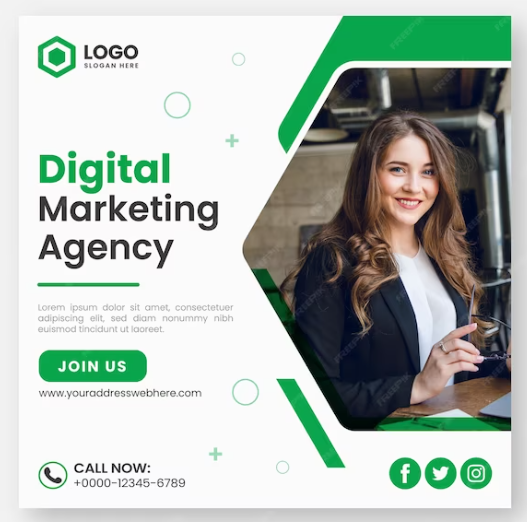 LOGO
SLOGAN HERE
Digital
Marketing
Agency
Lorem ipsum dolor sit amet, consectetuer
adipiscing elit, sed diam nonummy nibh
euismod tincidunt ut laoreet.
JOIN US
www.youraddresswebhere.com
CALL NOW:
+0000-12345-6789